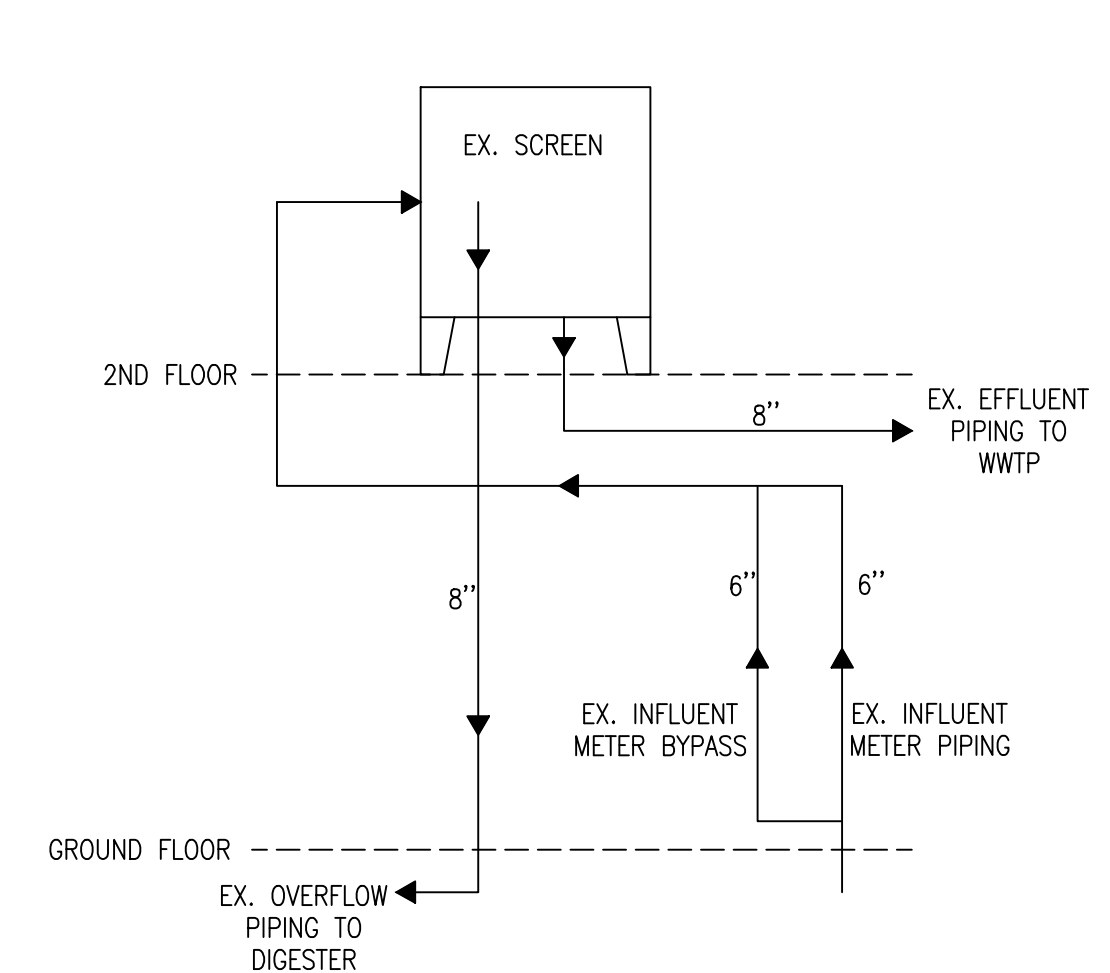 EX. SCREEN
2ND FLOOR
EX. EFFLUENT
PIPING TO
WWTP
8''
8''
6''
6''
EX. INFLUENT
METER BYPASS
EX. INFLUENT
METER PIPING
GROUND FLOOR
EX. OVERFLOW
PIPING TO
DIGESTER